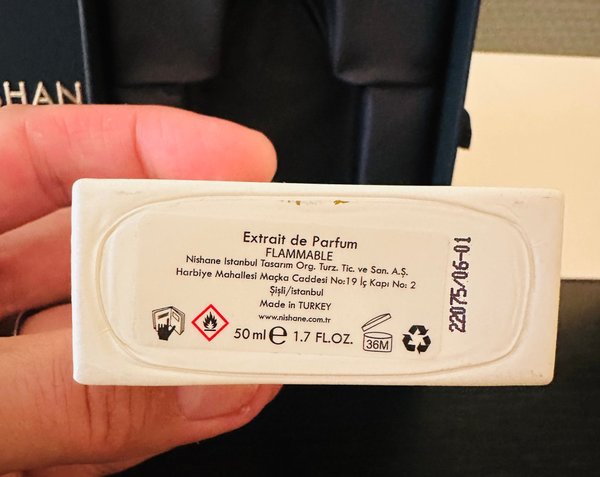 SHAN
Extrait de Parfum
FLAMMABLE
Nishane Istanbul Tasarım Org. Turz. Tic. ve San. A.Ş.
Harbiye Mahallesi Maçka Caddesi No:19 İç Kapı No: 2
Şişli/istanbul
Made in TURKEY
www.nishane.com.tr
50 ml ℮ 1.7 FL.OZ.
36M
22075/06-01